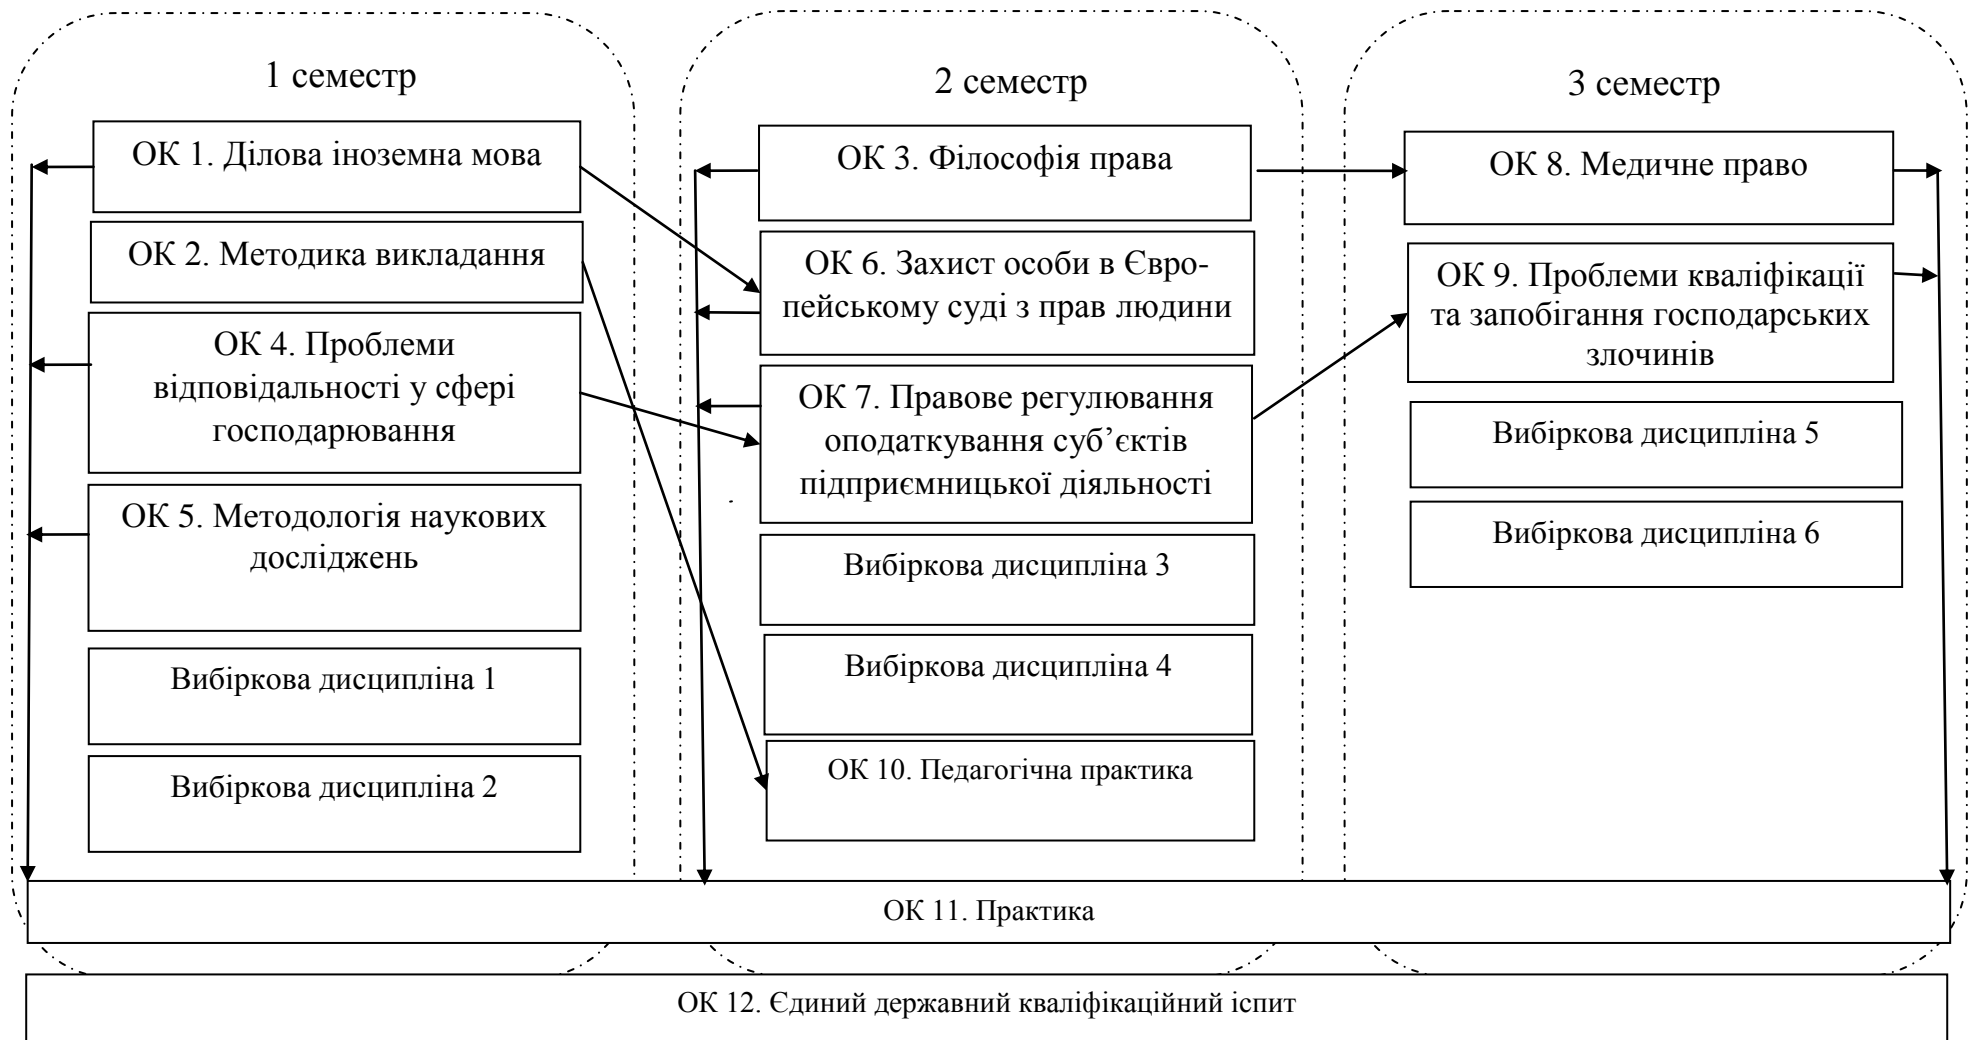 1 семестр
ОК 1. Ділова іноземна мова
ОК 2. Методика викладання
ОК 4. Проблеми
відповідальності у сфері
господарювання
ОК 5. Методологія наукових
досліджень
Вибіркова дисципліна 1
Вибіркова дисципліна 2
2 семестр
ОК 3. Філософія права
ОК 6. Захист особи в Євро-
пейському суді з прав людини
ОК 7. Правове регулювання
оподаткування суб’єктів
підприємницької діяльності
Вибіркова дисципліна 3
Вибіркова дисципліна 4
ОК 10. Педагогічна практика
3 семестр
ОК 8. Медичне право
ОК 9. Проблеми кваліфікації
та запобігання господарських
злочинів
Вибіркова дисципліна 5
Вибіркова дисципліна 6
ОК 11. Практика
ОК 12. Єдиний державний кваліфікаційний іспит